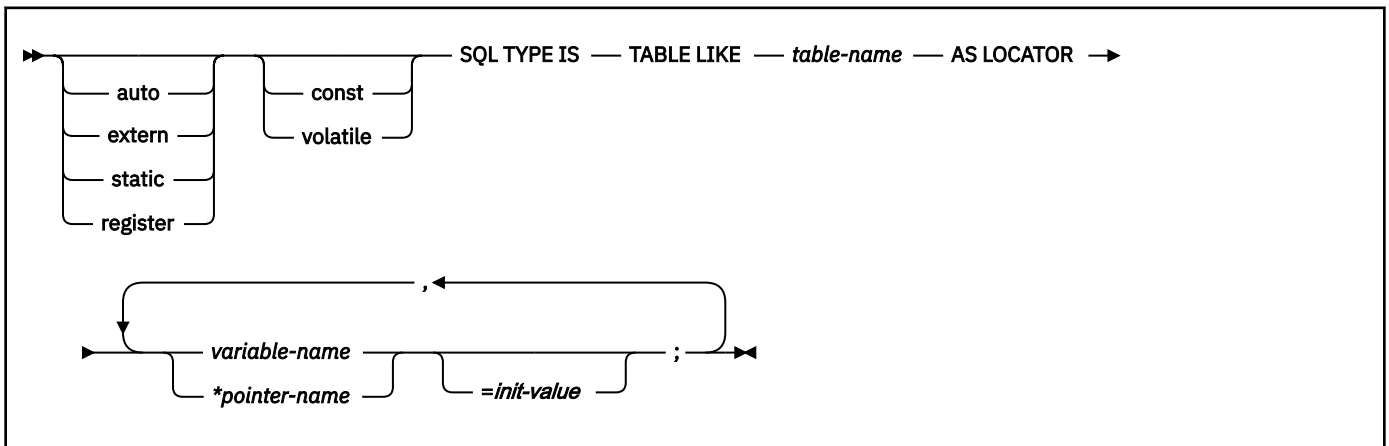 SQL TYPE IS TABLE LIKE table-name AS LOCATOR
auto const
extern volatile
static
register
,
variable-name ;
*pointer-name =init-value